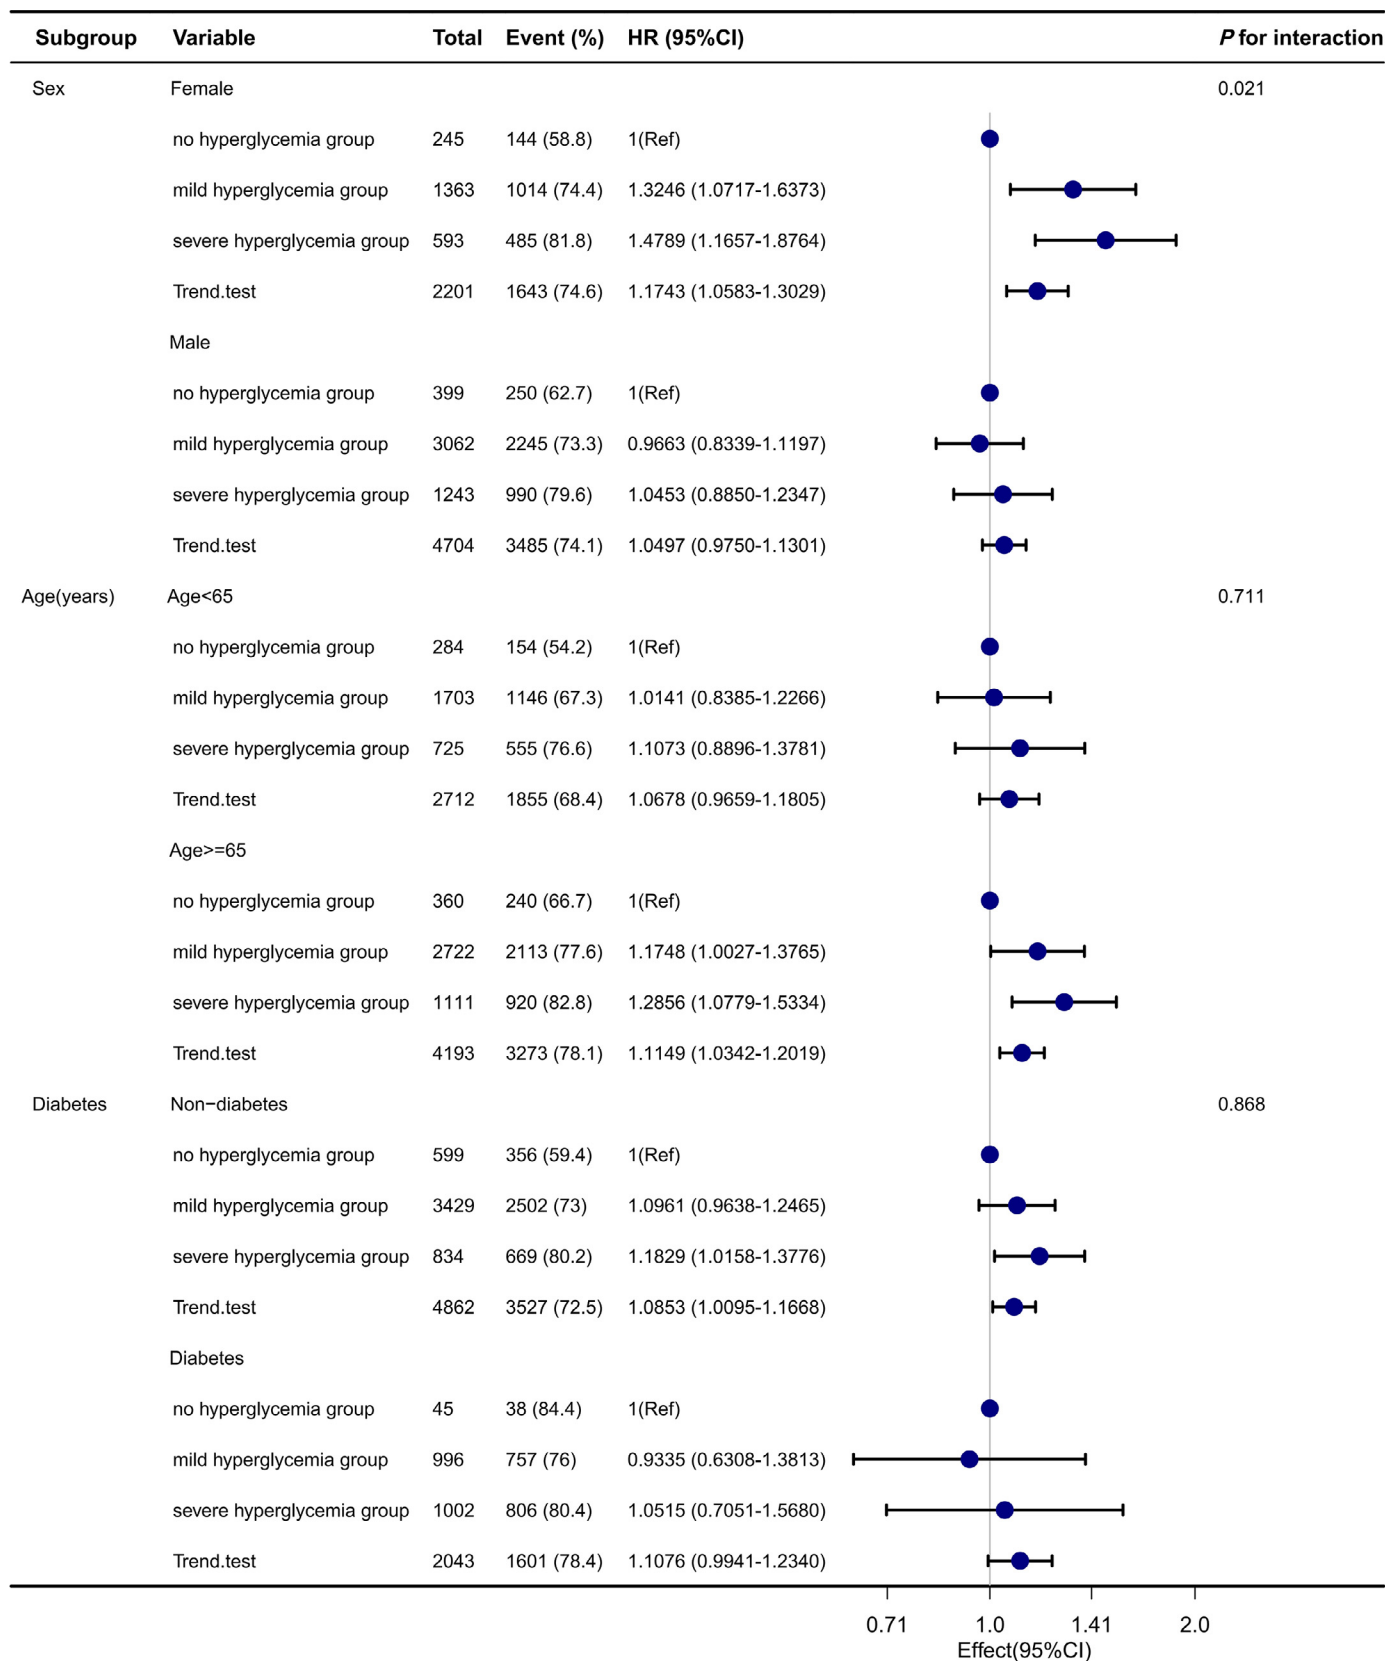 Subgroup Variable Total Event (%) HR (95%CI) P for interaction
Sex Female 0.021
no hyperglycemia group 245 144 (58.8) 1(Ref)
mild hyperglycemia group 1363 1014 (74.4) 1.3246 (1.0717-1.6373)
severe hyperglycemia group 593 485 (81.8) 1.4789 (1.1657-1.8764)
Trend.test 2201 1643 (74.6) 1.1743 (1.0583-1.3029)
Male
no hyperglycemia group 399 250 (62.7) 1(Ref)
mild hyperglycemia group 3062 2245 (73.3) 0.9663 (0.8339-1.1197)
severe hyperglycemia group 1243 990 (79.6) 1.0453 (0.8850-1.2347)
Trend.test 4704 3485 (74.1) 1.0497 (0.9750-1.1301)
Age(years) Age<65 0.711
no hyperglycemia group 284 154 (54.2) 1(Ref)
mild hyperglycemia group 1703 1146 (67.3) 1.0141 (0.8385-1.2266)
severe hyperglycemia group 725 555 (76.6) 1.1073 (0.8896-1.3781)
Trend.test 2712 1855 (68.4) 1.0678 (0.9659-1.1805)
Age>=65
no hyperglycemia group 360 240 (66.7) 1(Ref)
mild hyperglycemia group 2722 2113 (77.6) 1.1748 (1.0027-1.3765)
severe hyperglycemia group 1111 920 (82.8) 1.2856 (1.0779-1.5334)
Trend.test 4193 3273 (78.1) 1.1149 (1.0342-1.2019)
Diabetes Non−diabetes 0.868
no hyperglycemia group 599 356 (59.4) 1(Ref)
mild hyperglycemia group 3429 2502 (73) 1.0961 (0.9638-1.2465)
severe hyperglycemia group 834 669 (80.2) 1.1829 (1.0158-1.3776)
Trend.test 4862 3527 (72.5) 1.0853 (1.0095-1.1668)
Diabetes
no hyperglycemia group 45 38 (84.4) 1(Ref)
mild hyperglycemia group 996 757 (76) 0.9335 (0.6308-1.3813)
severe hyperglycemia group 1002 806 (80.4) 1.0515 (0.7051-1.5680)
Trend.test 2043 1601 (78.4) 1.1076 (0.9941-1.2340)
0.71 1.0 1.41 2.0
Effect(95%CI)